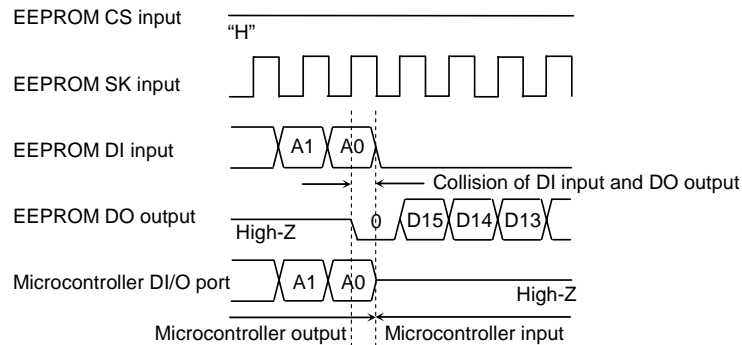 EEPROM CS input
“H”
EEPROM SK input
EEPROM DI input
A1
A0
Collision of DI input and DO output
EEPROM DO output
High-Z
0
D15
D14
D13
Microcontroller DI/O port
A1
A0
High-Z
Microcontroller output
Microcontroller input